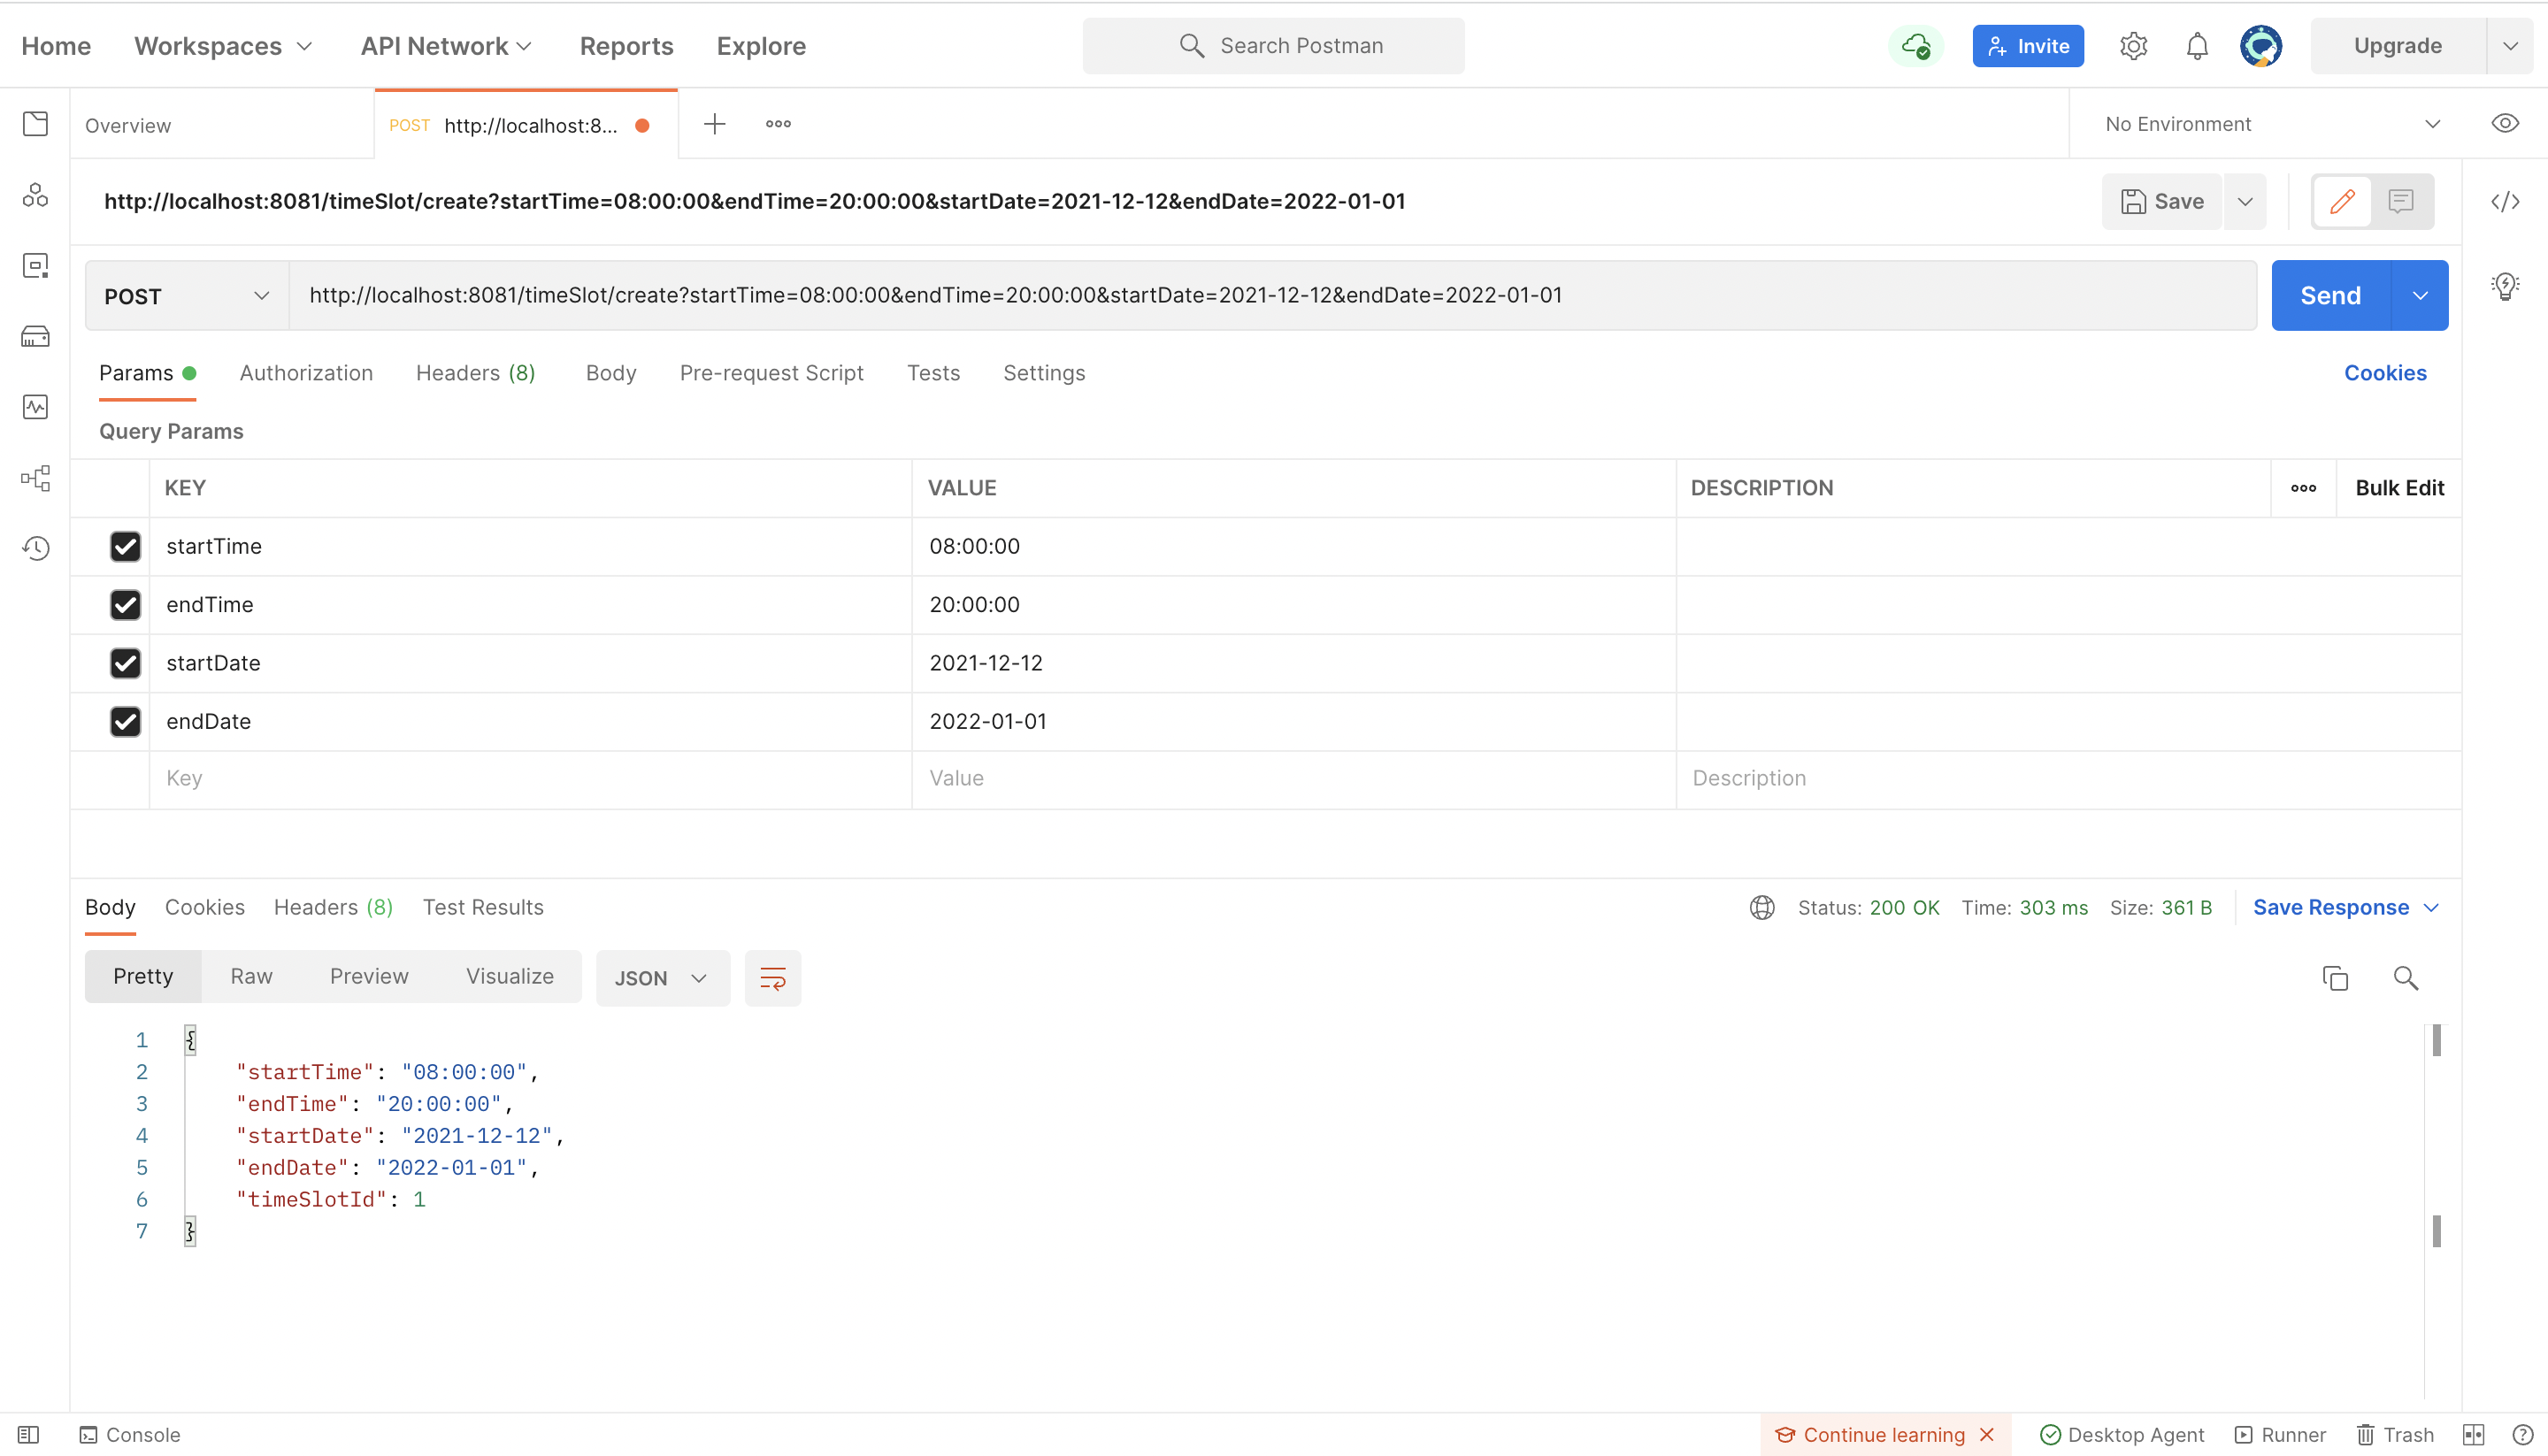 Home Workspaces API Network Reports Explore Search Postman Invite Upgrade
Overview POST http://localhost:8... No Environment
http://localhost:8081/timeSlot/create?startTime=08:00:00&endTime=20:00:00&startDate=2021-12-12&endDate=2022-01-01 Save
POST http://localhost:8081/timeSlot/create?startTime=08:00:00&endTime=20:00:00&startDate=2021-12-12&endDate=2022-01-01 Send
Params Authorization Headers (8) Body Pre-request Script Tests Settings Cookies
Query Params
KEY VALUE DESCRIPTION Bulk Edit
startTime 08:00:00
endTime 20:00:00
startDate 2021-12-12
endDate 2022-01-01
Key Value Description
Body Cookies Headers (8) Test Results Status: 200 OK Time: 303 ms Size: 361 B Save Response
Pretty Raw Preview Visualize JSON
1 {
2 "startTime": "08:00:00",
3 "endTime": "20:00:00",
4 "startDate": "2021-12-12",
5 "endDate": "2022-01-01",
6 "timeSlotId": 1
7 }
Console Continue learning Desktop Agent Runner Trash